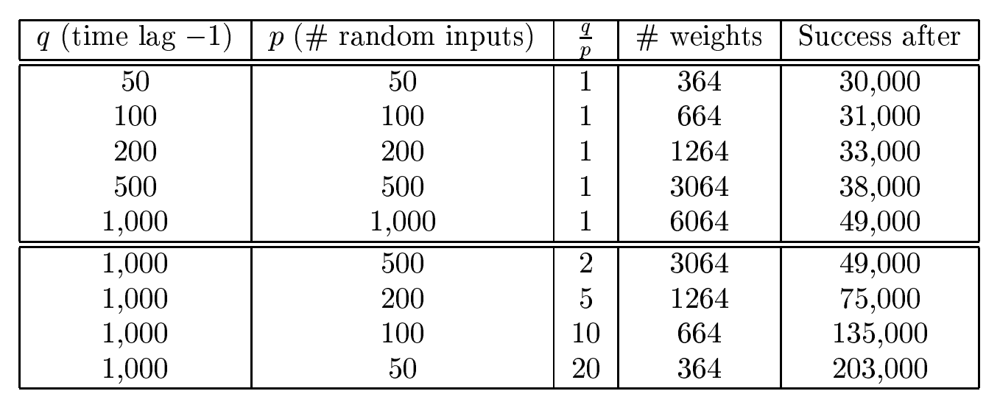 q (time lag −1) p (# random inputs) q/p # weights Success after
50 50 1 364 30,000
100 100 1 664 31,000
200 200 1 1264 33,000
500 500 1 3064 38,000
1,000 1,000 1 6064 49,000
1,000 500 2 3064 49,000
1,000 200 5 1264 75,000
1,000 100 10 664 135,000
1,000 50 20 364 203,000